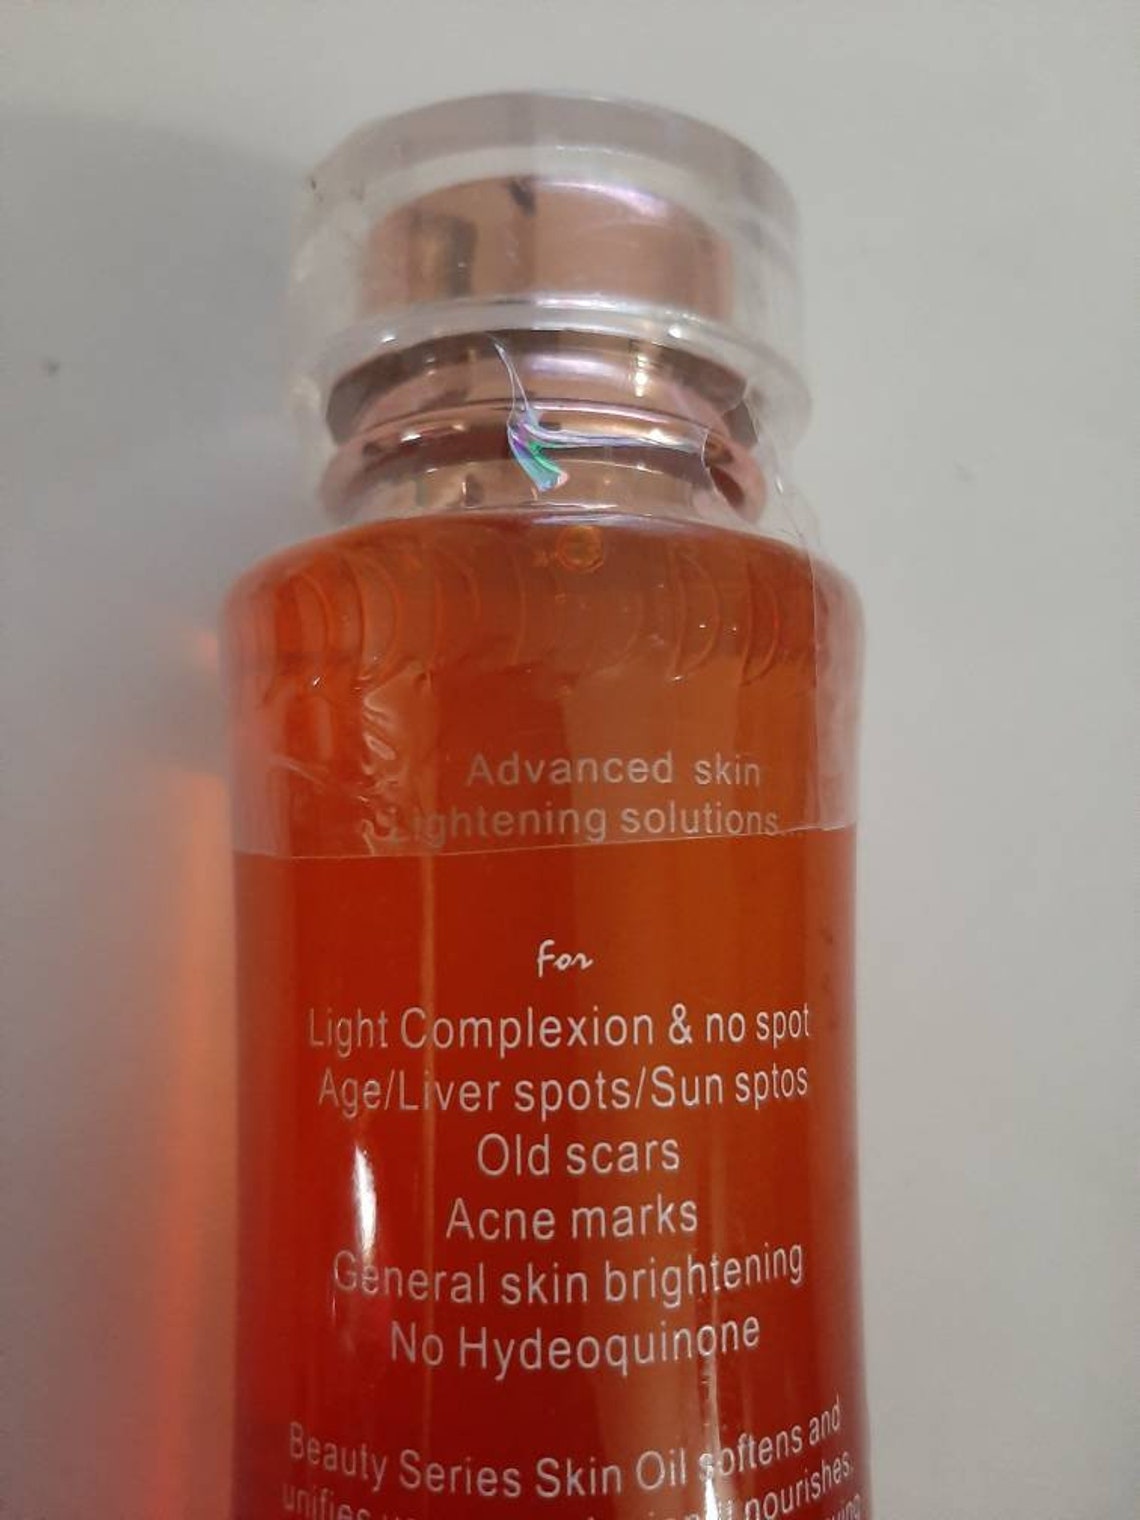 Advanced skin
Lightening solutions...
For
Light Complexion & no spot
Age/Liver spots/Sun sptos
Old scars
Acne marks
General skin brightening
No Hydeoquinone
Beauty Series Skin Oil softens and
unifies nourishes,